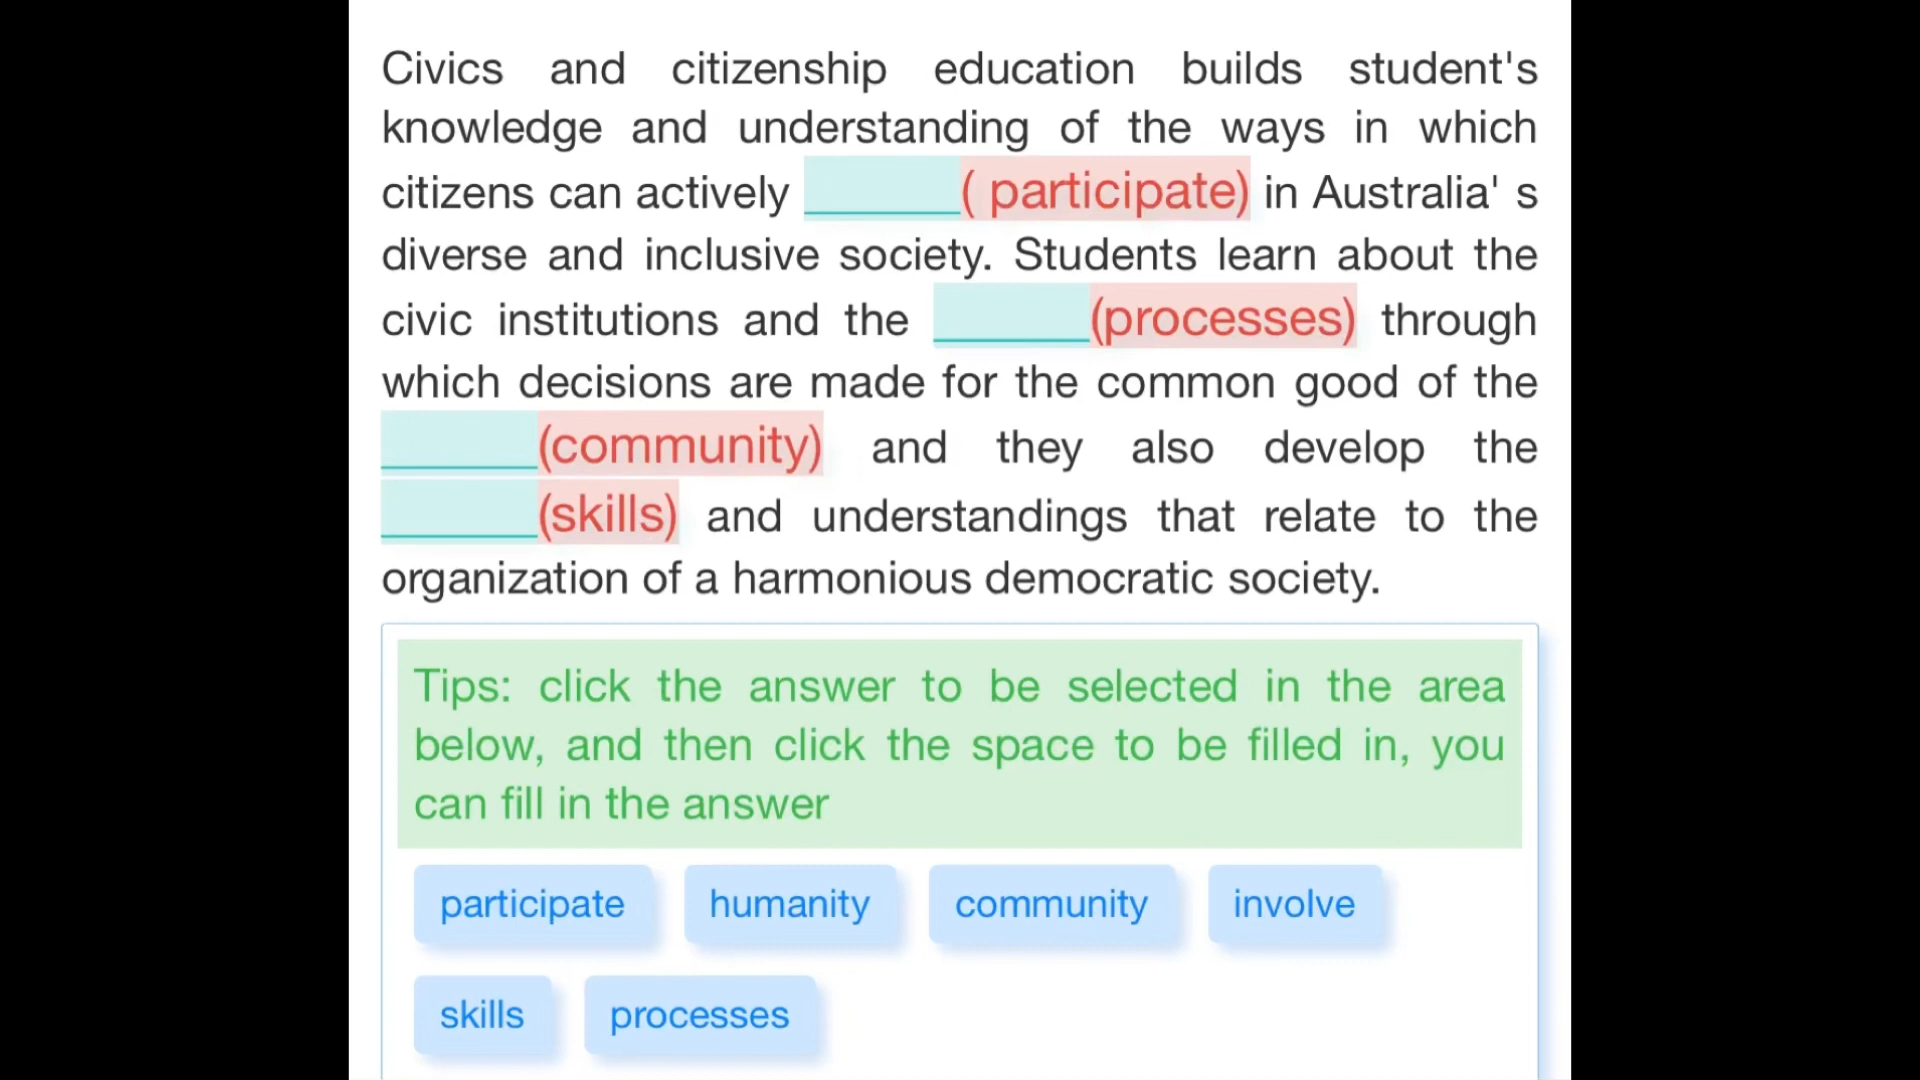 Civics and citizenship education builds student's
knowledge and understanding of the ways in which
citizens can actively ______( participate) in Australia' s
diverse and inclusive society. Students learn about the
civic institutions and the ______(processes) through
which decisions are made for the common good of the
______(community) and they also develop the
______(skills) and understandings that relate to the
organization of a harmonious democratic society.
Tips: click the answer to be selected in the area
below, and then click the space to be filled in, you
can fill in the answer
participate humanity community involve
skills processes